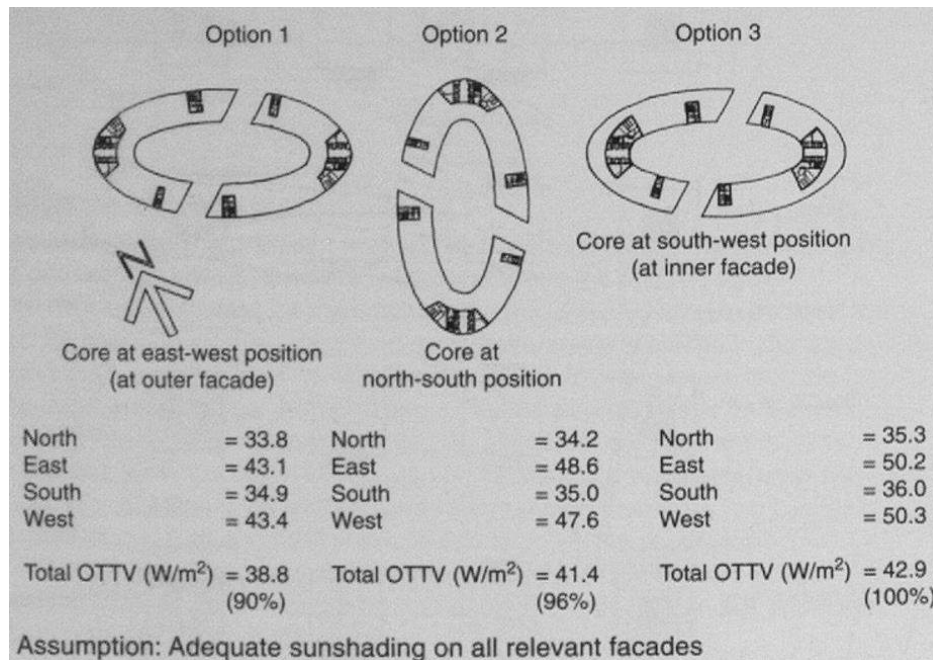 Option 1
Option 2
Option 3
Core at south-west position
(at inner facade)
N
Core at east-west position
(at outer facade)
Core at
north-south position
North = 33.8
East = 43.1
South = 34.9
West = 43.4
Total OTTV (W/m²) = 38.8
(90%)
North = 34.2
East = 48.6
South = 35.0
West = 47.6
Total OTTV (W/m²) = 41.4
(96%)
North = 35.3
East = 50.2
South = 36.0
West = 50.3
Total OTTV (W/m²) = 42.9
(100%)
Assumption: Adequate sunshading on all relevant facades